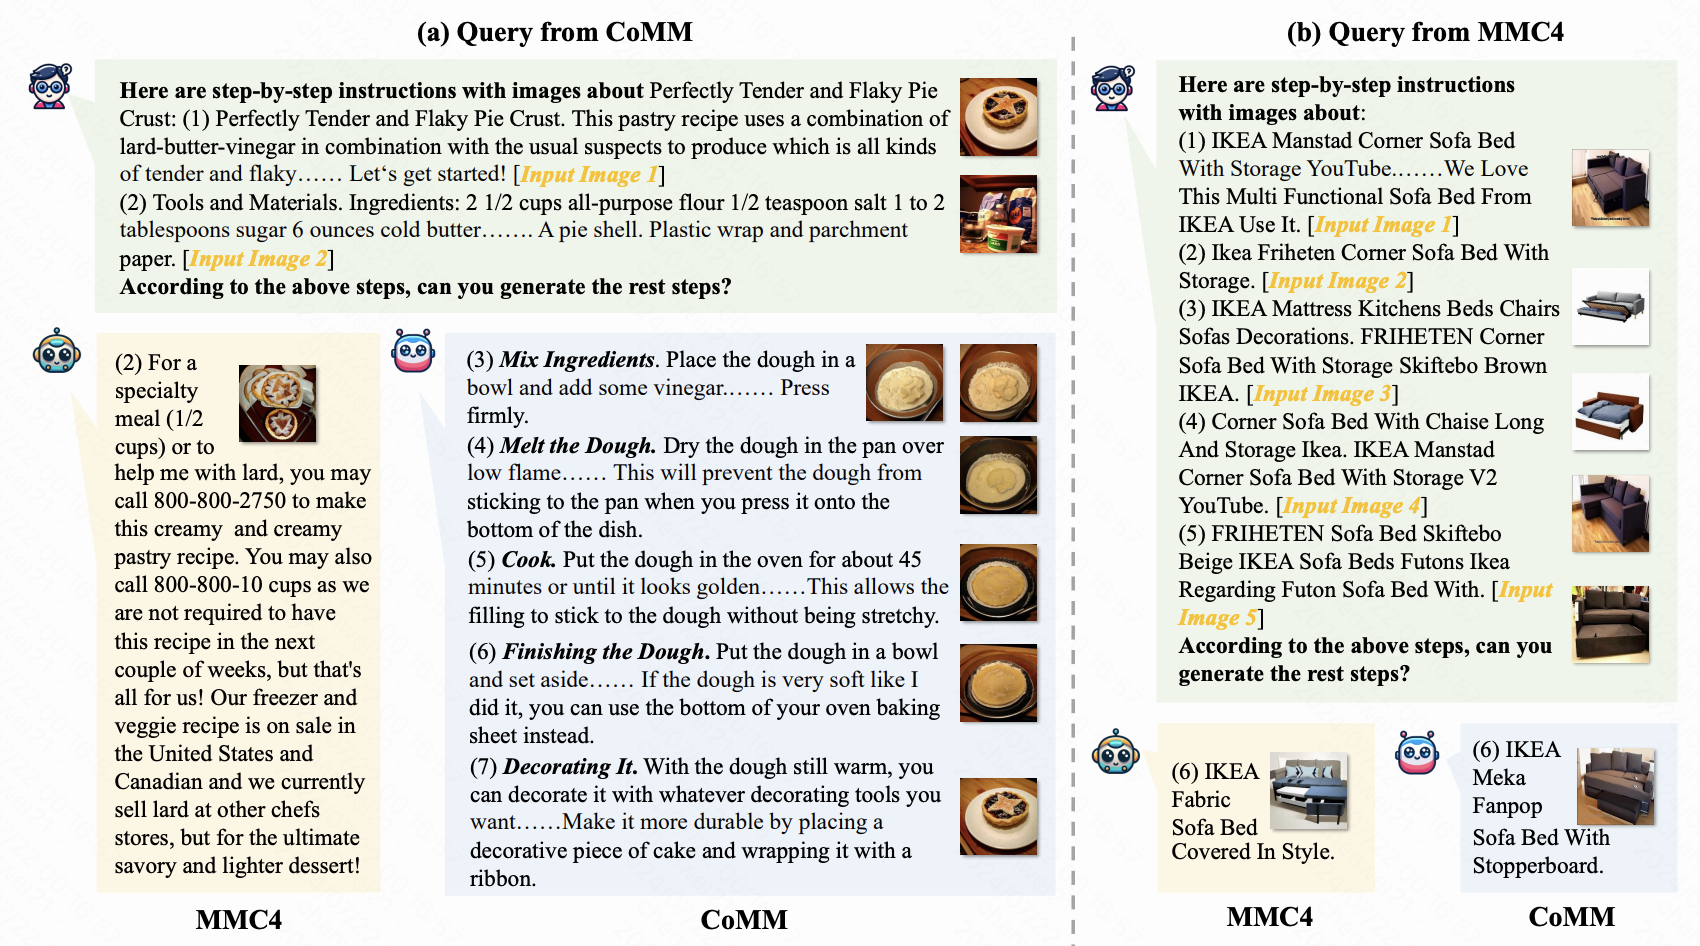 (a) Query from CoMM
Here are step-by-step instructions with images about Perfectly Tender and Flaky Pie
Crust: (1) Perfectly Tender and Flaky Pie Crust. This pastry recipe uses a combination of
lard-butter-vinegar in combination with the usual suspects to produce which is all kinds
of tender and flaky…… Let‘s get started! [Input Image 1]
(2) Tools and Materials. Ingredients: 2 1/2 cups all-purpose flour 1/2 teaspoon salt 1 to 2
tablespoons sugar 6 ounces cold butter……. A pie shell. Plastic wrap and parchment
paper. [Input Image 2]
According to the above steps, can you generate the rest steps?
(2) For a
specialty
meal (1/2
cups) or to
help me with lard, you may
call 800-800-2750 to make
this creamy and creamy
pastry recipe. You may also
call 800-800-10 cups as we
are not required to have
this recipe in the next
couple of weeks, but that's
all for us! Our freezer and
veggie recipe is on sale in
the United States and
Canadian and we currently
sell lard at other chefs
stores, but for the ultimate
savory and lighter dessert!
MMC4
(3) Mix Ingredients. Place the dough in a
bowl and add some vinegar.…… Press
firmly.
(4) Melt the Dough. Dry the dough in the pan over
low flame…… This will prevent the dough from
sticking to the pan when you press it onto the
bottom of the dish.
(5) Cook. Put the dough in the oven for about 45
minutes or until it looks golden……This allows the
filling to stick to the dough without being stretchy.
(6) Finishing the Dough. Put the dough in a bowl
and set aside…… If the dough is very soft like I
did it, you can use the bottom of your oven baking
sheet instead.
(7) Decorating It. With the dough still warm, you
can decorate it with whatever decorating tools you
want……Make it more durable by placing a
decorative piece of cake and wrapping it with a
ribbon.
CoMM
(b) Query from MMC4
Here are step-by-step instructions
with images about:
(1) IKEA Manstad Corner Sofa Bed
With Storage YouTube.……We Love
This Multi Functional Sofa Bed From
IKEA Use It. [Input Image 1]
(2) Ikea Friheten Corner Sofa Bed With
Storage. [Input Image 2]
(3) IKEA Mattress Kitchens Beds Chairs
Sofas Decorations. FRIHETEN Corner
Sofa Bed With Storage Skiftebo Brown
IKEA. [Input Image 3]
(4) Corner Sofa Bed With Chaise Long
And Storage Ikea. IKEA Manstad
Corner Sofa Bed With Storage V2
YouTube. [Input Image 4]
(5) FRIHETEN Sofa Bed Skiftebo
Beige IKEA Sofa Beds Futons Ikea
Regarding Futon Sofa Bed With. [Input
Image 5]
According to the above steps, can you
generate the rest steps?
(6) IKEA
Fabric
Sofa Bed
Covered In Style.
MMC4
(6) IKEA
Meka
Fanpop
Sofa Bed With
Stopperboard.
CoMM